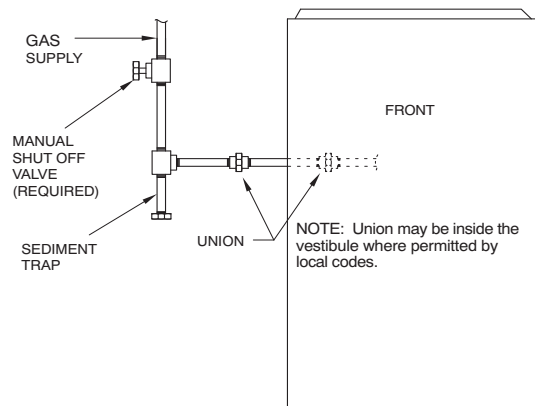 GAS
SUPPLY
FRONT
MANUAL
SHUT OFF
VALVE
(REQUIRED)
SEDIMENT
TRAP
UNION
NOTE: Union may be inside the
vestibule where permitted by
local codes.